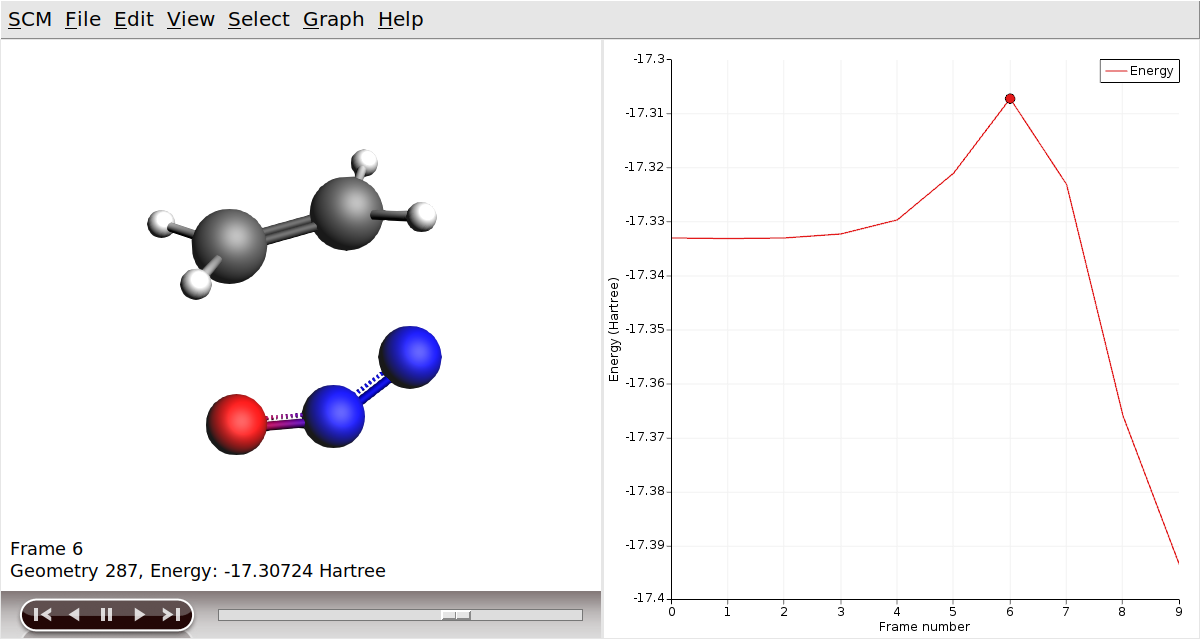 SCM File Edit View Select Graph Help
-17.3
-17.31
-17.32
-17.33
-17.34
-17.35
-17.36
-17.37
-17.38
-17.39
-17.4
Energy (Hartree)
Energy
0 1 2 3 4 5 6 7 8 9
Frame number
Frame 6
Geometry 287, Energy: -17.30724 Hartree